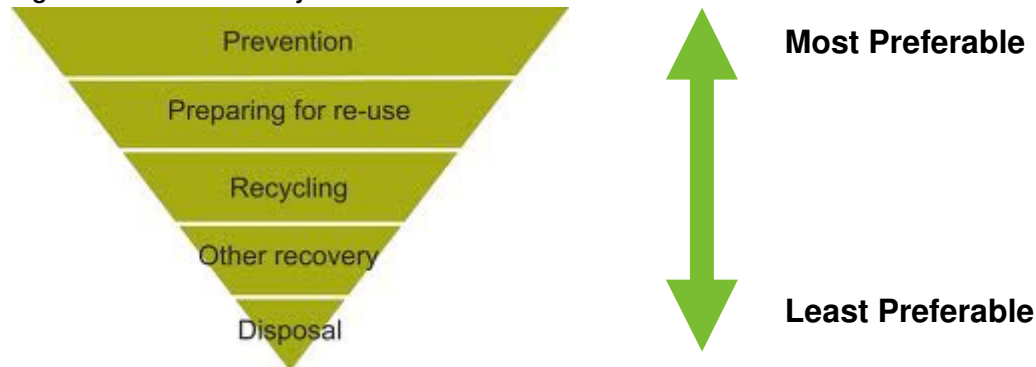 Prevention
Most Preferable
Preparing for re-use
Recycling
Other recovery
Least Preferable
Disposal